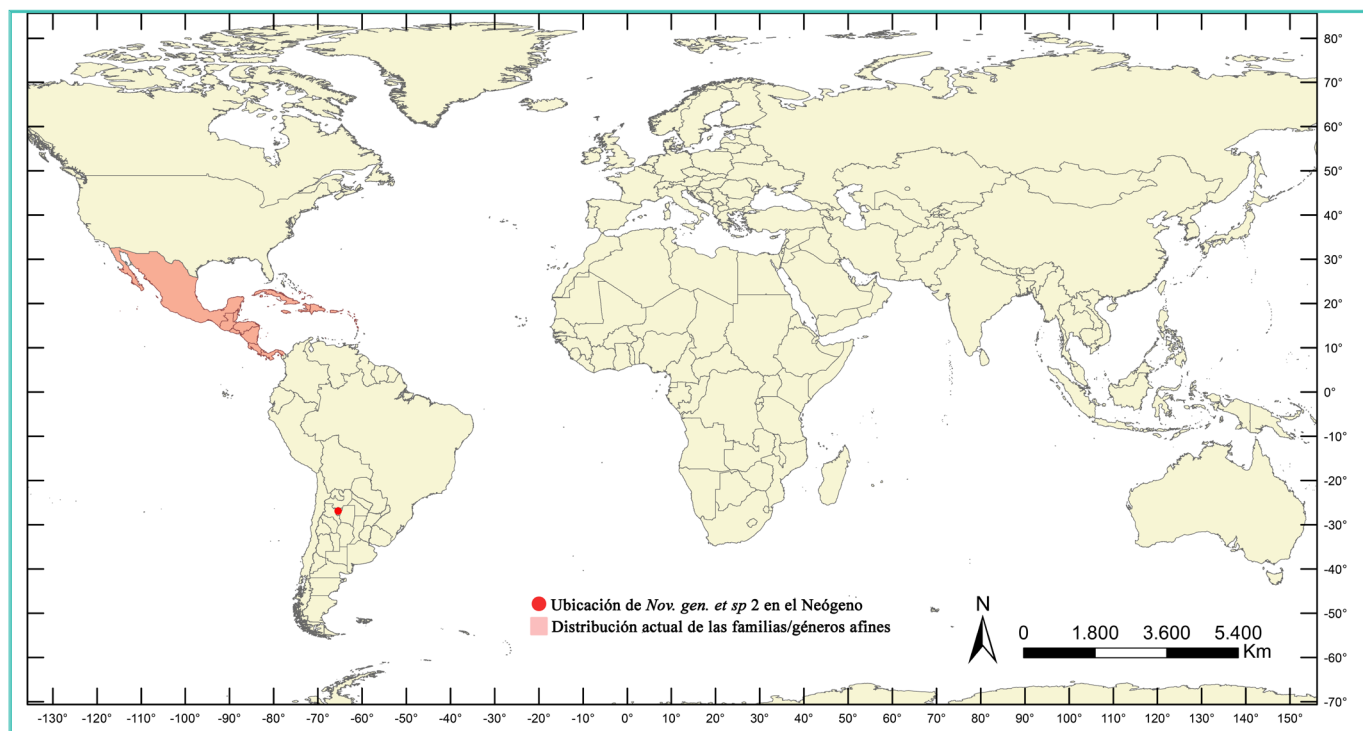 80°
70°
60°
50°
40°
30°
20°
10°
0°
-10°
-20°
-30°
-40°
-50°
-60°
-70°
Ubicación de Nov. gen. et sp 2 en el Neógeno
Distribución actual de las familias/géneros afines
N
0 1.800 3.600 5.400
Km
-130° -120° -110° -100° -90° -80° -70° -60° -50° -40° -30° -20° -10° 0° 10° 20° 30° 40° 50° 60° 70° 80° 90° 100° 110° 120° 130° 140° 150°